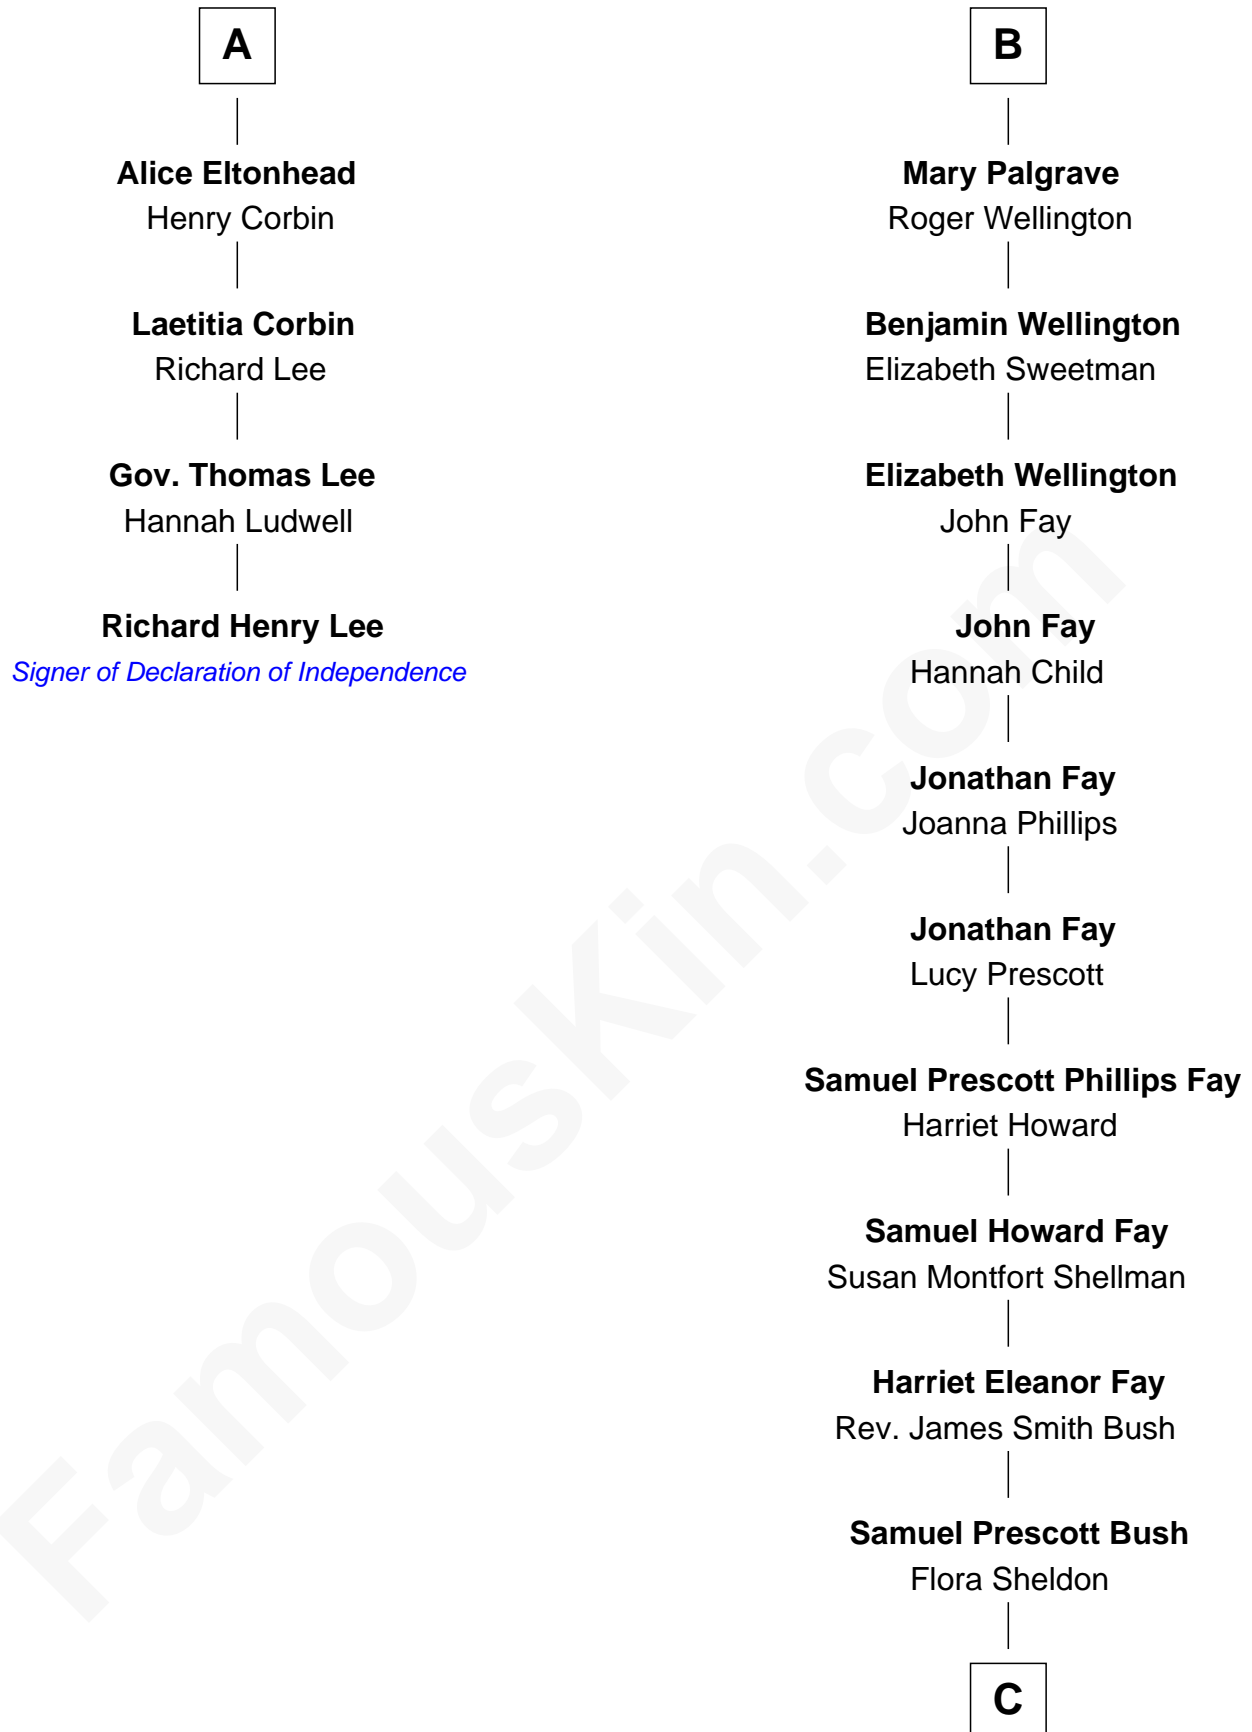 A
Alice Eltonhead
Henry Corbin
Laetitia Corbin
Richard Lee
Gov. Thomas Lee
Hannah Ludwell
Richard Henry Lee
Signer of Declaration of Independence
B
Mary Palgrave
Roger Wellington
Benjamin Wellington
Elizabeth Sweetman
Elizabeth Wellington
John Fay
John Fay
Hannah Child
Jonathan Fay
Joanna Phillips
Jonathan Fay
Lucy Prescott
Samuel Prescott Phillips Fay
Harriet Howard
Samuel Howard Fay
Susan Montfort Shellman
Harriet Eleanor Fay
Rev. James Smith Bush
Samuel Prescott Bush
Flora Sheldon
C
FamousKin.com